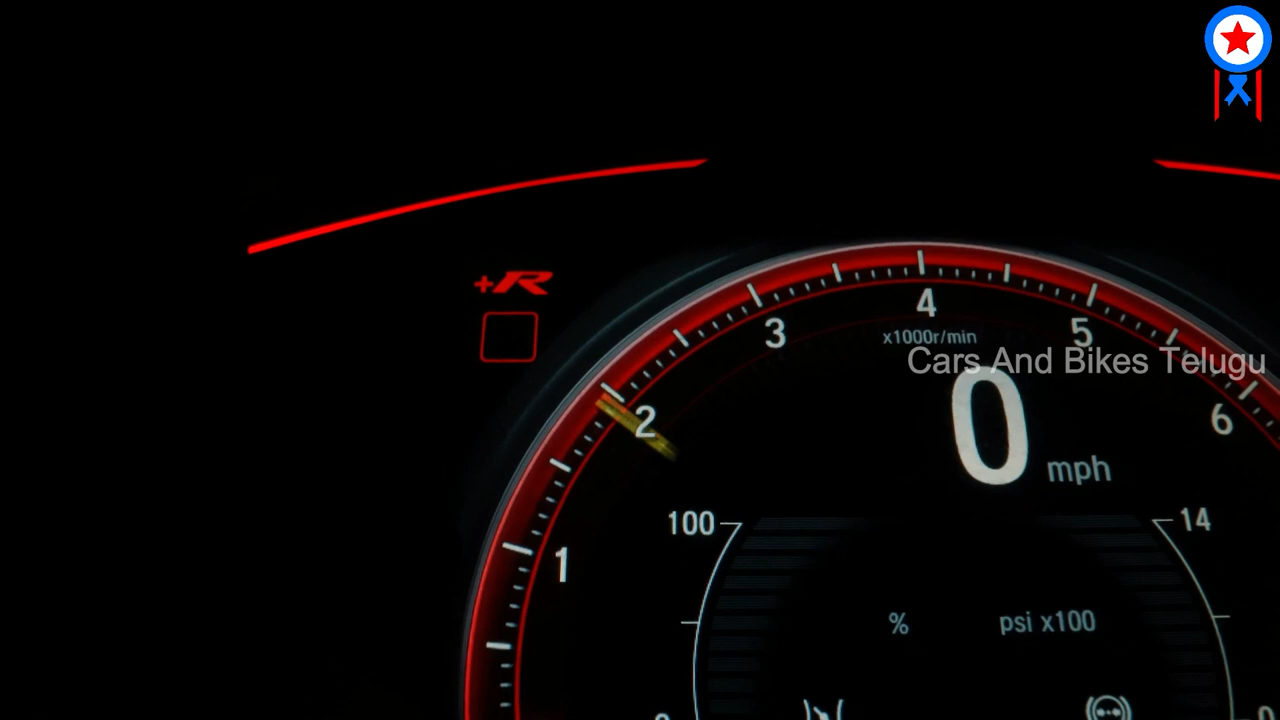 +R
4
3
5
x1000r/min
Cars And Bikes Telugu
0
2
6
mph
100
14
1
%
psi x100